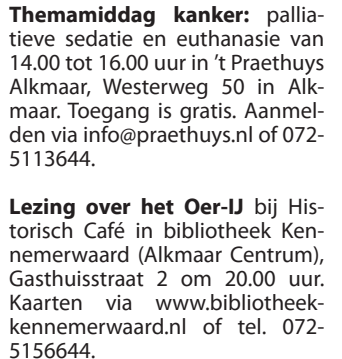 Themamiddag kanker: pallia-
tieve sedatie en euthanasie van
14.00 tot 16.00 uur in 't Praethuys
Alkmaar, Westerweg 50 in Alk-
maar. Toegang is gratis. Aanmel-
den via info@praethuys.nl of 072-
5113644.

Lezing over het Oer-IJ bij His-
torisch Café in bibliotheek Ken-
nemerwaard (Alkmaar Centrum),
Gasthuisstraat 2 om 20.00 uur.
Kaarten via www.bibliotheek-
kennemerwaard.nl of tel. 072-
5156644.